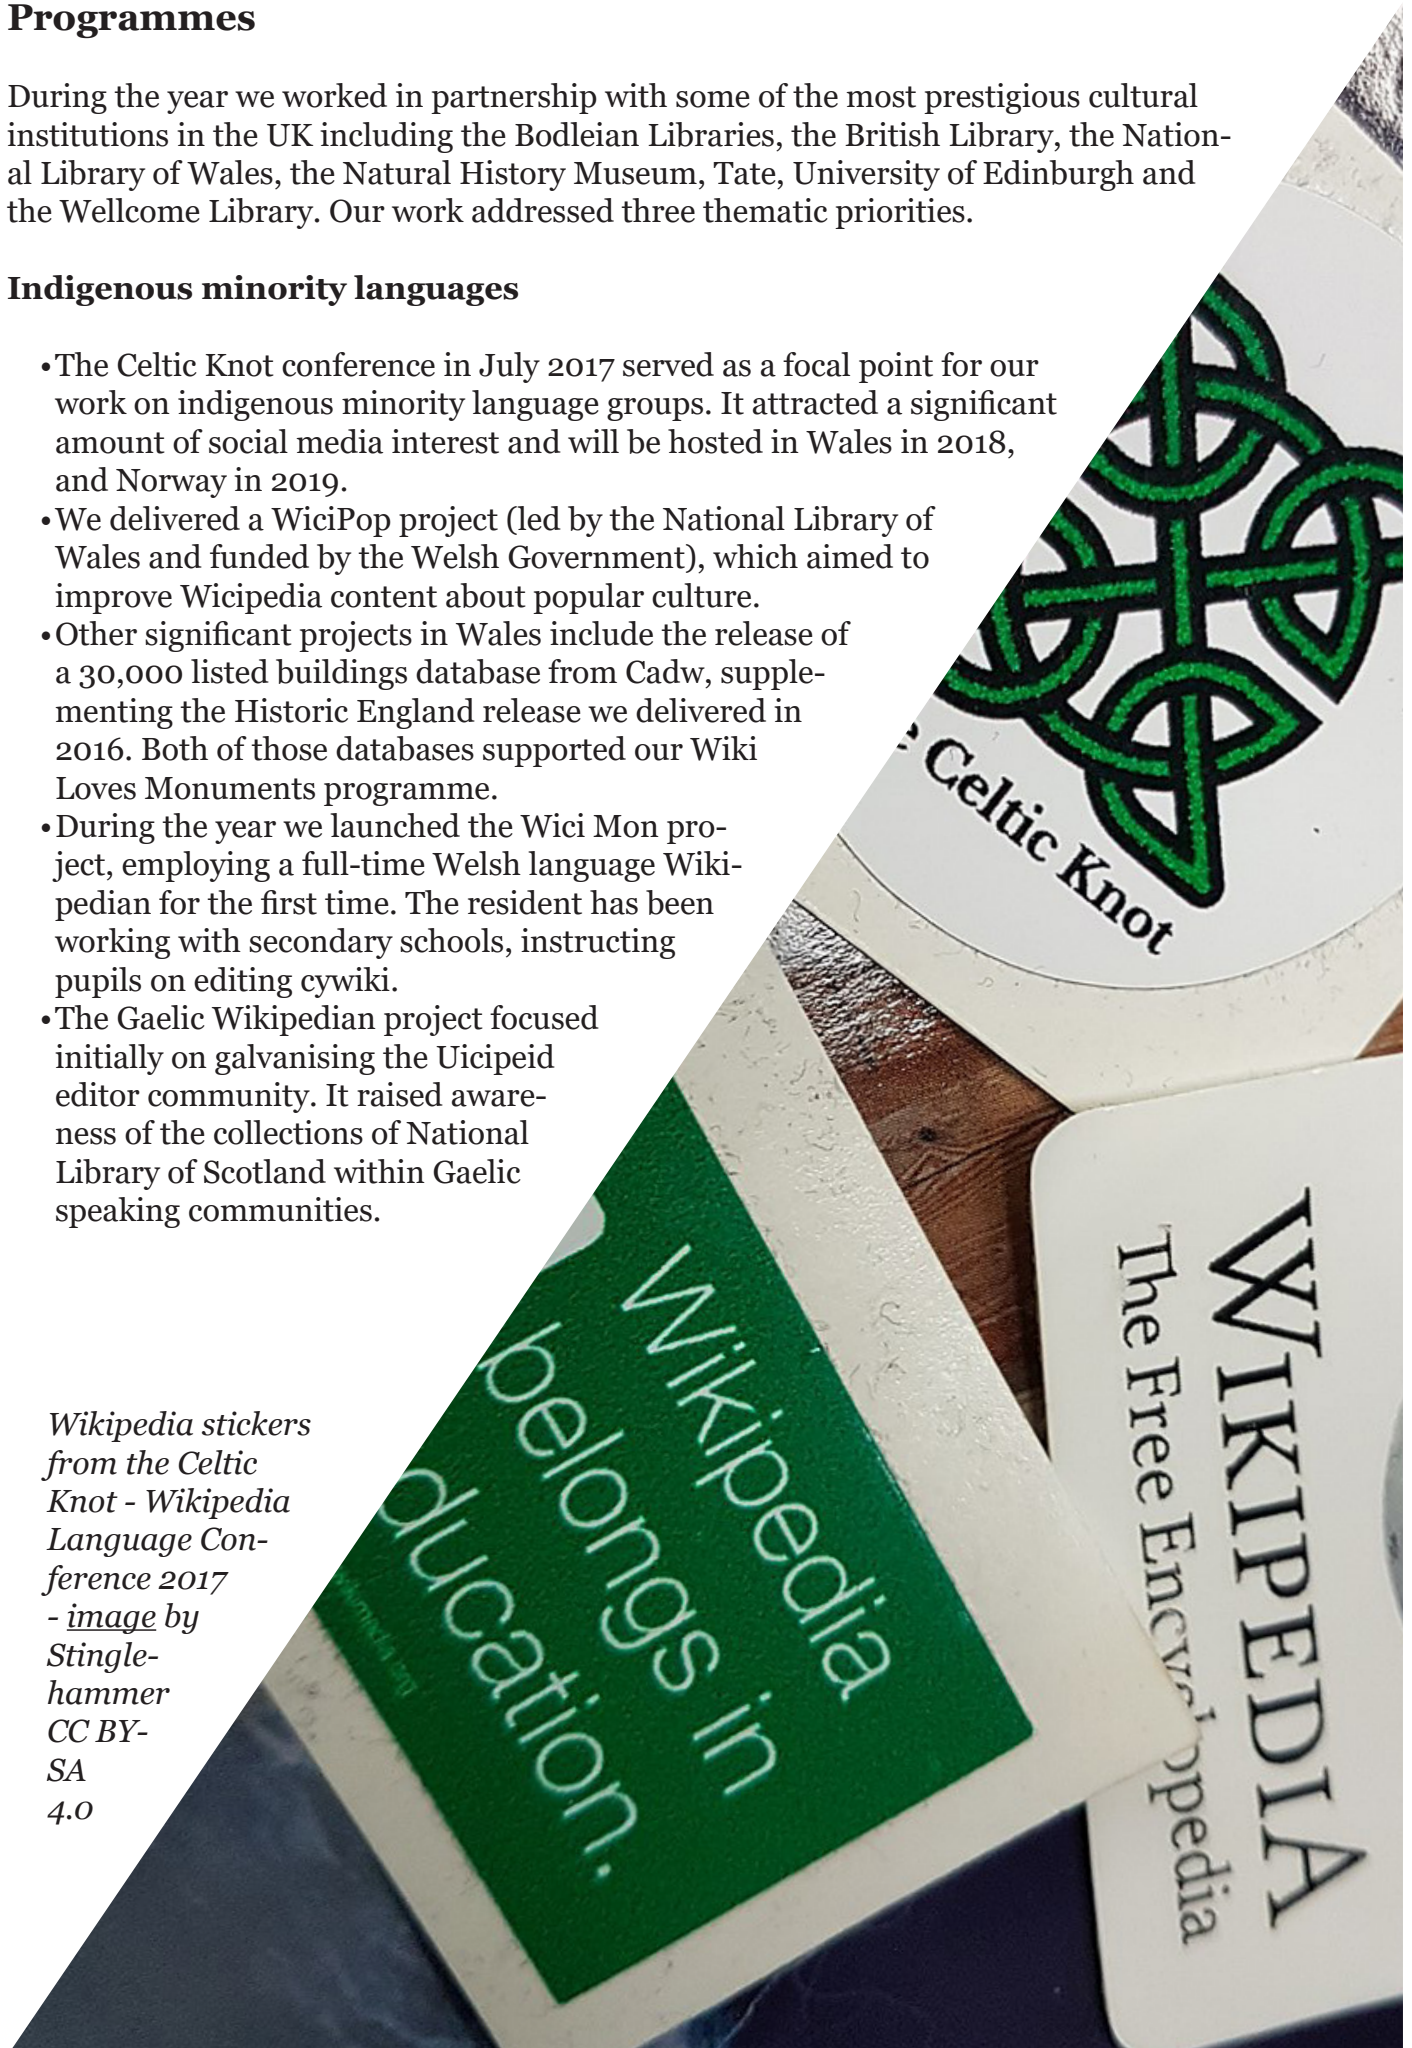 Programmes
During the year we worked in partnership with some of the most prestigious cultural
institutions in the UK including the Bodleian Libraries, the British Library, the Nation-
al Library of Wales, the Natural History Museum, Tate, University of Edinburgh and
the Wellcome Library. Our work addressed three thematic priorities.
Indigenous minority languages
•The Celtic Knot conference in July 2017 served as a focal point for our
work on indigenous minority language groups. It attracted a significant
amount of social media interest and will be hosted in Wales in 2018,
and Norway in 2019.
•We delivered a WiciPop project (led by the National Library of
Wales and funded by the Welsh Government), which aimed to
improve Wicipedia content about popular culture.
•Other significant projects in Wales include the release of
a 30,000 listed buildings database from Cadw, supple-
menting the Historic England release we delivered in
2016. Both of those databases supported our Wiki
Loves Monuments programme.
•During the year we launched the Wici Mon pro-
ject, employing a full-time Welsh language Wiki-
pedian for the first time. The resident has been
working with secondary schools, instructing
pupils on editing cywiki.
•The Gaelic Wikipedian project focused
initially on galvanising the Uicipeid
editor community. It raised aware-
ness of the collections of National
Library of Scotland within Gaelic
speaking communities.
Wikipedia stickers
from the Celtic
Knot - Wikipedia
Language Con-
ference 2017
- image by
Stingle-
hammer
CC BY-
SA
4.0
e Celtic Knot
Wikipedia
belongs in
ducation.
WIKIPEDIA
The Free Encyclopedia